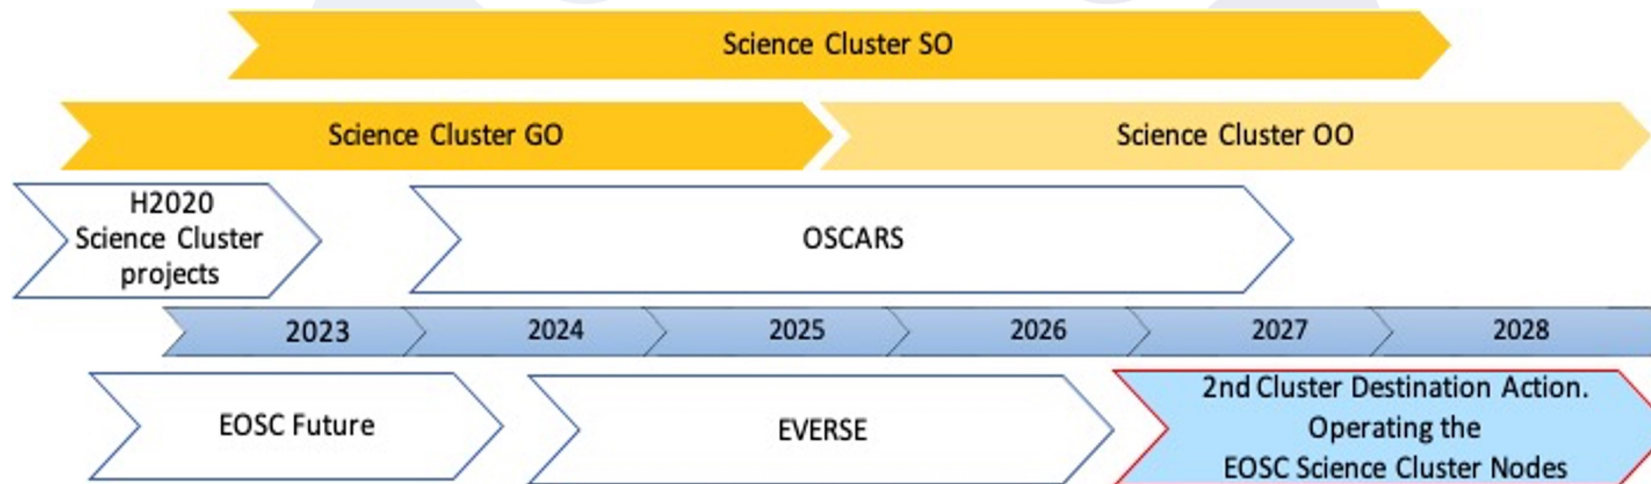 Science Cluster SO
Science Cluster GO
Science Cluster OO
H2020
Science Cluster
projects
OSCARS
2023
2024
2025
2026
2027
2028
EOSC Future
EVERSE
2nd Cluster Destination Action.
Operating the
EOSC Science Cluster Nodes